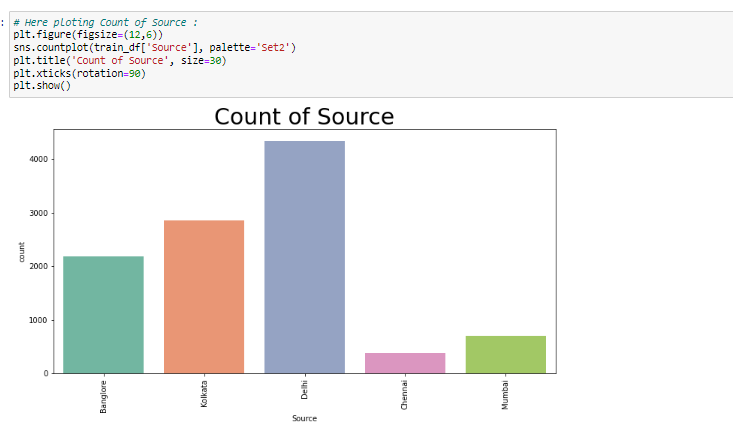 :
# Here ploting Count of Source :
plt.figure(figsize=(12,6))
sns.countplot(train_df['Source'], palette='Set2')
plt.title('Count of Source', size=30)
plt.xticks(rotation=90)
plt.show()
Count of Source
4000
3000
2000
1000
0
count
Banglore
Kolkata
Delhi
Chennai
Mumbai
Source